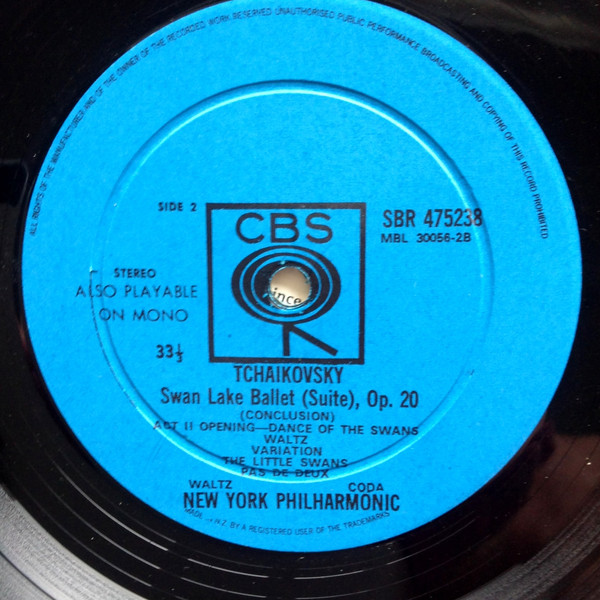 ALL RIGHTS OF THE MANUFACTURER AND OF THE OWNER OF THE RECORDED WORK RESERVED UNAUTHORISED PUBLIC PERFORMANCE BROADCASTING AND COPYING OF THIS RECORD PROHIBITED
SIDE 2
CBS
SBR 475238
MBL 30056-2B
STEREO
ALSO PLAYABLE
ON MONO
ince
33⅓
TCHAIKOVSKY
Swan Lake Ballet (Suite), Op. 20
(CONCLUSION)
ACT II OPENING—DANCE OF THE SWANS
WALTZ
VARIATION
THE LITTLE SWANS
PAS DE DEUX
WALTZ CODA
NEW YORK PHILHARMONIC
MADE IN N.Z. BY A REGISTERED USER OF THE TRADEMARKS